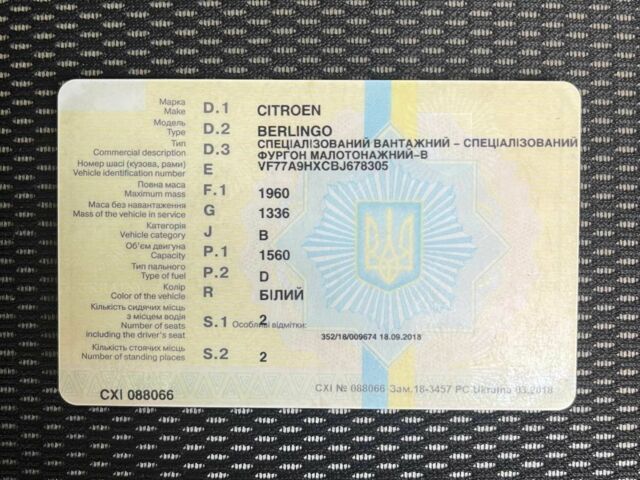 Марка
Make D.1 CITROEN
Модель
Type D.2 BERLINGO
Тип
Commercial description D.3 СПЕЦІАЛІЗОВАНИЙ ВАНТАЖНИЙ – СПЕЦІАЛІЗОВАНИЙ
ФУРГОН МАЛОТОНАЖНИЙ-В
Номер шасі (кузова, рами)
Vehicle identification number E VF77A9HXCBJ678305
Повна маса
Maximum mass F.1 1960
Маса без навантаження
Mass of the vehicle in service G 1336
Категорія
Vehicle category J B
Об'єм двигуна
Capacity P.1 1560
Тип пального
Type of fuel P.2 D
Колір
Color of the vehicle R БІЛИЙ
Кількість сидячих місць
з місцем водія
Number of seats
including the driver's seat S.1 Особливі відмітки: 2
352/18/009674 18.09.2018
Кількість стоячих місць
Number of standing places S.2 2
CXI 088066
CXI № 088066 Зам.18-3457 PC Ukraina 03.2018